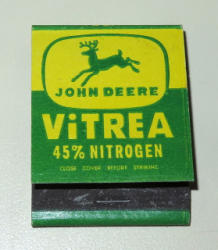 JOHN DEERE
ViTREA
45% NITROGEN
CLOSE COVER BEFORE STRIKING